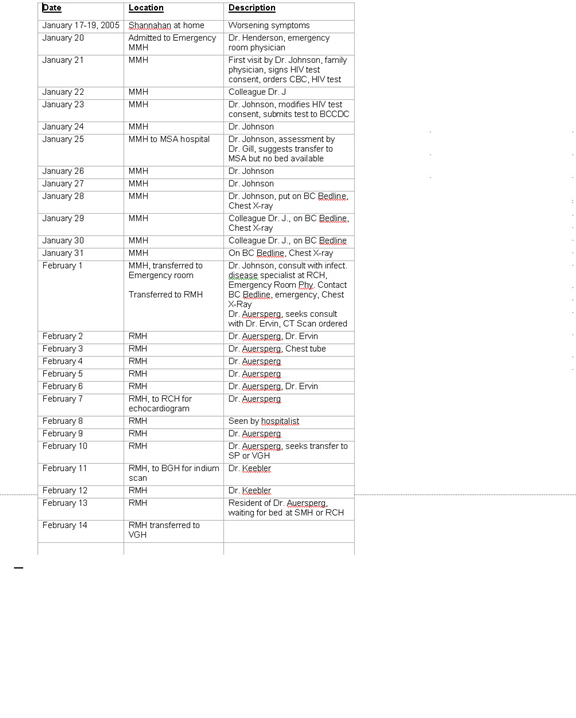 Date Location Description
January 17-19, 2005 Shannahan at home Worsening symptoms
January 20 Admitted to Emergency Dr. Henderson, emergency
MMH room physician
January 21 MMH First visit by Dr. Johnson, family
physician, signs HIV test
consent, orders CBC, HIV test
January 22 MMH Colleague Dr. J
January 23 MMH Dr. Johnson, modifies HIV test
consent, submits test to BCCDC
January 24 MMH Dr. Johnson
January 25 MMH to MSA hospital Dr. Johnson, assessment by
Dr. Gill, suggests transfer to
MSA but no bed available
January 26 MMH Dr. Johnson
January 27 MMH Dr. Johnson
January 28 MMH Dr. Johnson, put on BC Bedline,
Chest X-ray
January 29 MMH Colleague Dr. J., on BC Bedline,
Chest X-ray
January 30 MMH Colleague Dr. J., on BC Bedline
January 31 MMH On BC Bedline, Chest X-ray
February 1 MMH, transferred to Dr. Johnson, consult with infect.
Emergency room disease specialist at RCH,
Emergency Room Phy. Contact
Transferred to RMH BC Bedline, emergency, Chest
X-Ray
Dr. Auersperg, seeks consult
with Dr. Ervin, CT Scan ordered
February 2 RMH Dr. Auersperg, Dr. Ervin
February 3 RMH Dr. Auersperg, Chest tube
February 4 RMH Dr. Auersperg
February 5 RMH Dr. Auersperg
February 6 RMH Dr. Auersperg, Dr. Ervin
February 7 RMH, to RCH for Dr. Auersperg
echocardiogram
February 8 RMH Seen by hospitalist
February 9 RMH Dr. Auersperg
February 10 RMH Dr. Auersperg, seeks transfer to
SP or VGH
February 11 RMH, to BGH for indium Dr. Keebler
scan
February 12 RMH Dr. Keebler
February 13 RMH Resident of Dr. Auersperg,
waiting for bed at SMH or RCH
February 14 RMH transferred to
VGH